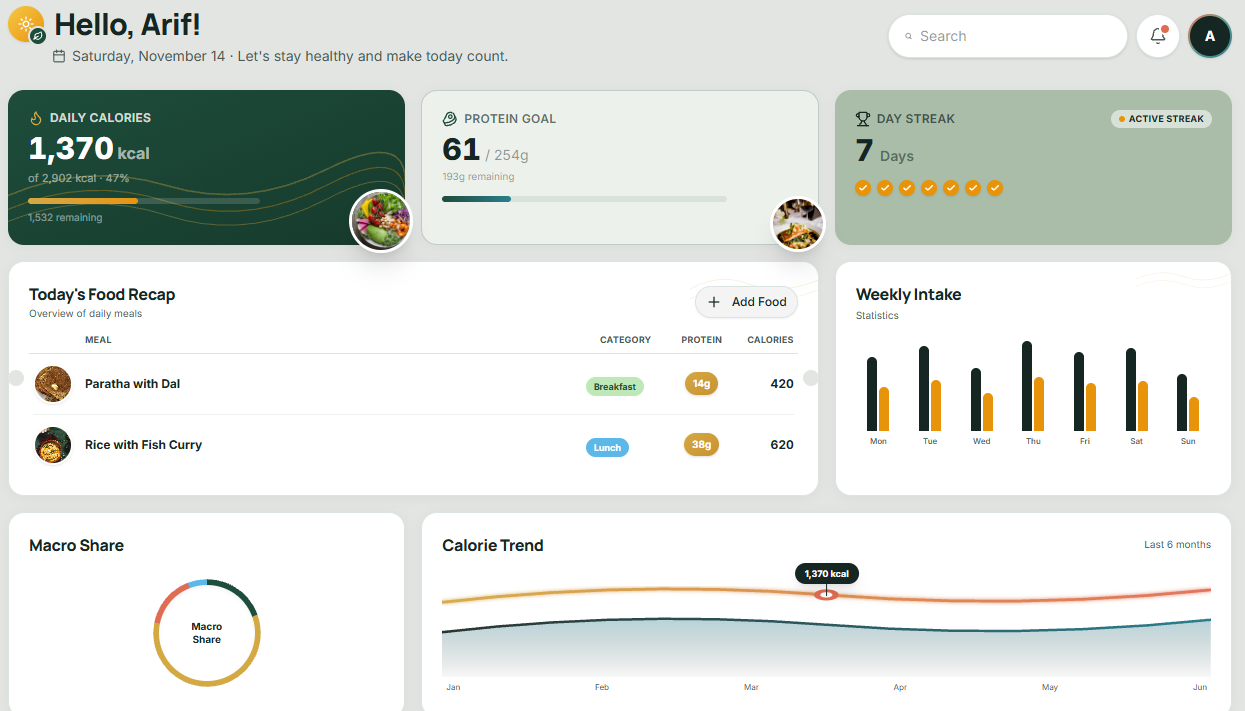 Hello, Arif!
Saturday, November 14 · Let's stay healthy and make today count.
Search
A
DAILY CALORIES
1,370 kcal
of 2,902 kcal · 47%
1,532 remaining
PROTEIN GOAL
61 / 254g
193g remaining
DAY STREAK
ACTIVE STREAK
7 Days
Today's Food Recap
Overview of daily meals
Add Food
MEAL CATEGORY PROTEIN CALORIES
Paratha with Dal Breakfast 14g 420
Rice with Fish Curry Lunch 38g 620
Weekly Intake
Statistics
Mon Tue Wed Thu Fri Sat Sun
Macro Share
Macro
Share
Calorie Trend
Last 6 months
1,370 kcal
Jan Feb Mar Apr May Jun